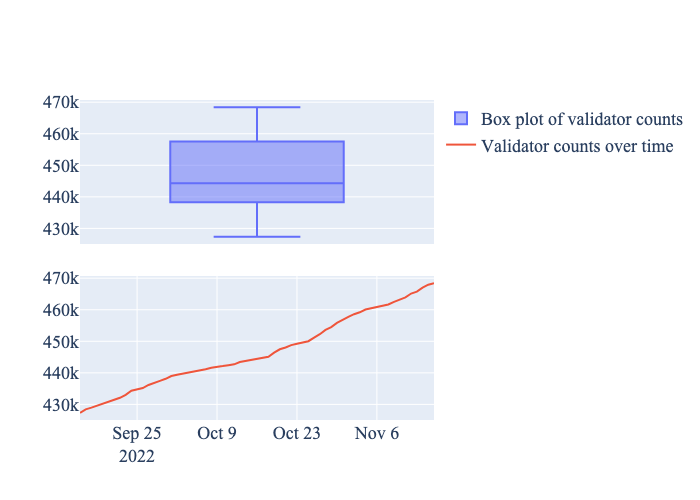 470k
460k
450k
440k
430k
Box plot of validator counts
Validator counts over time
470k
460k
450k
440k
430k
Sep 25 Oct 9 Oct 23 Nov 6
2022